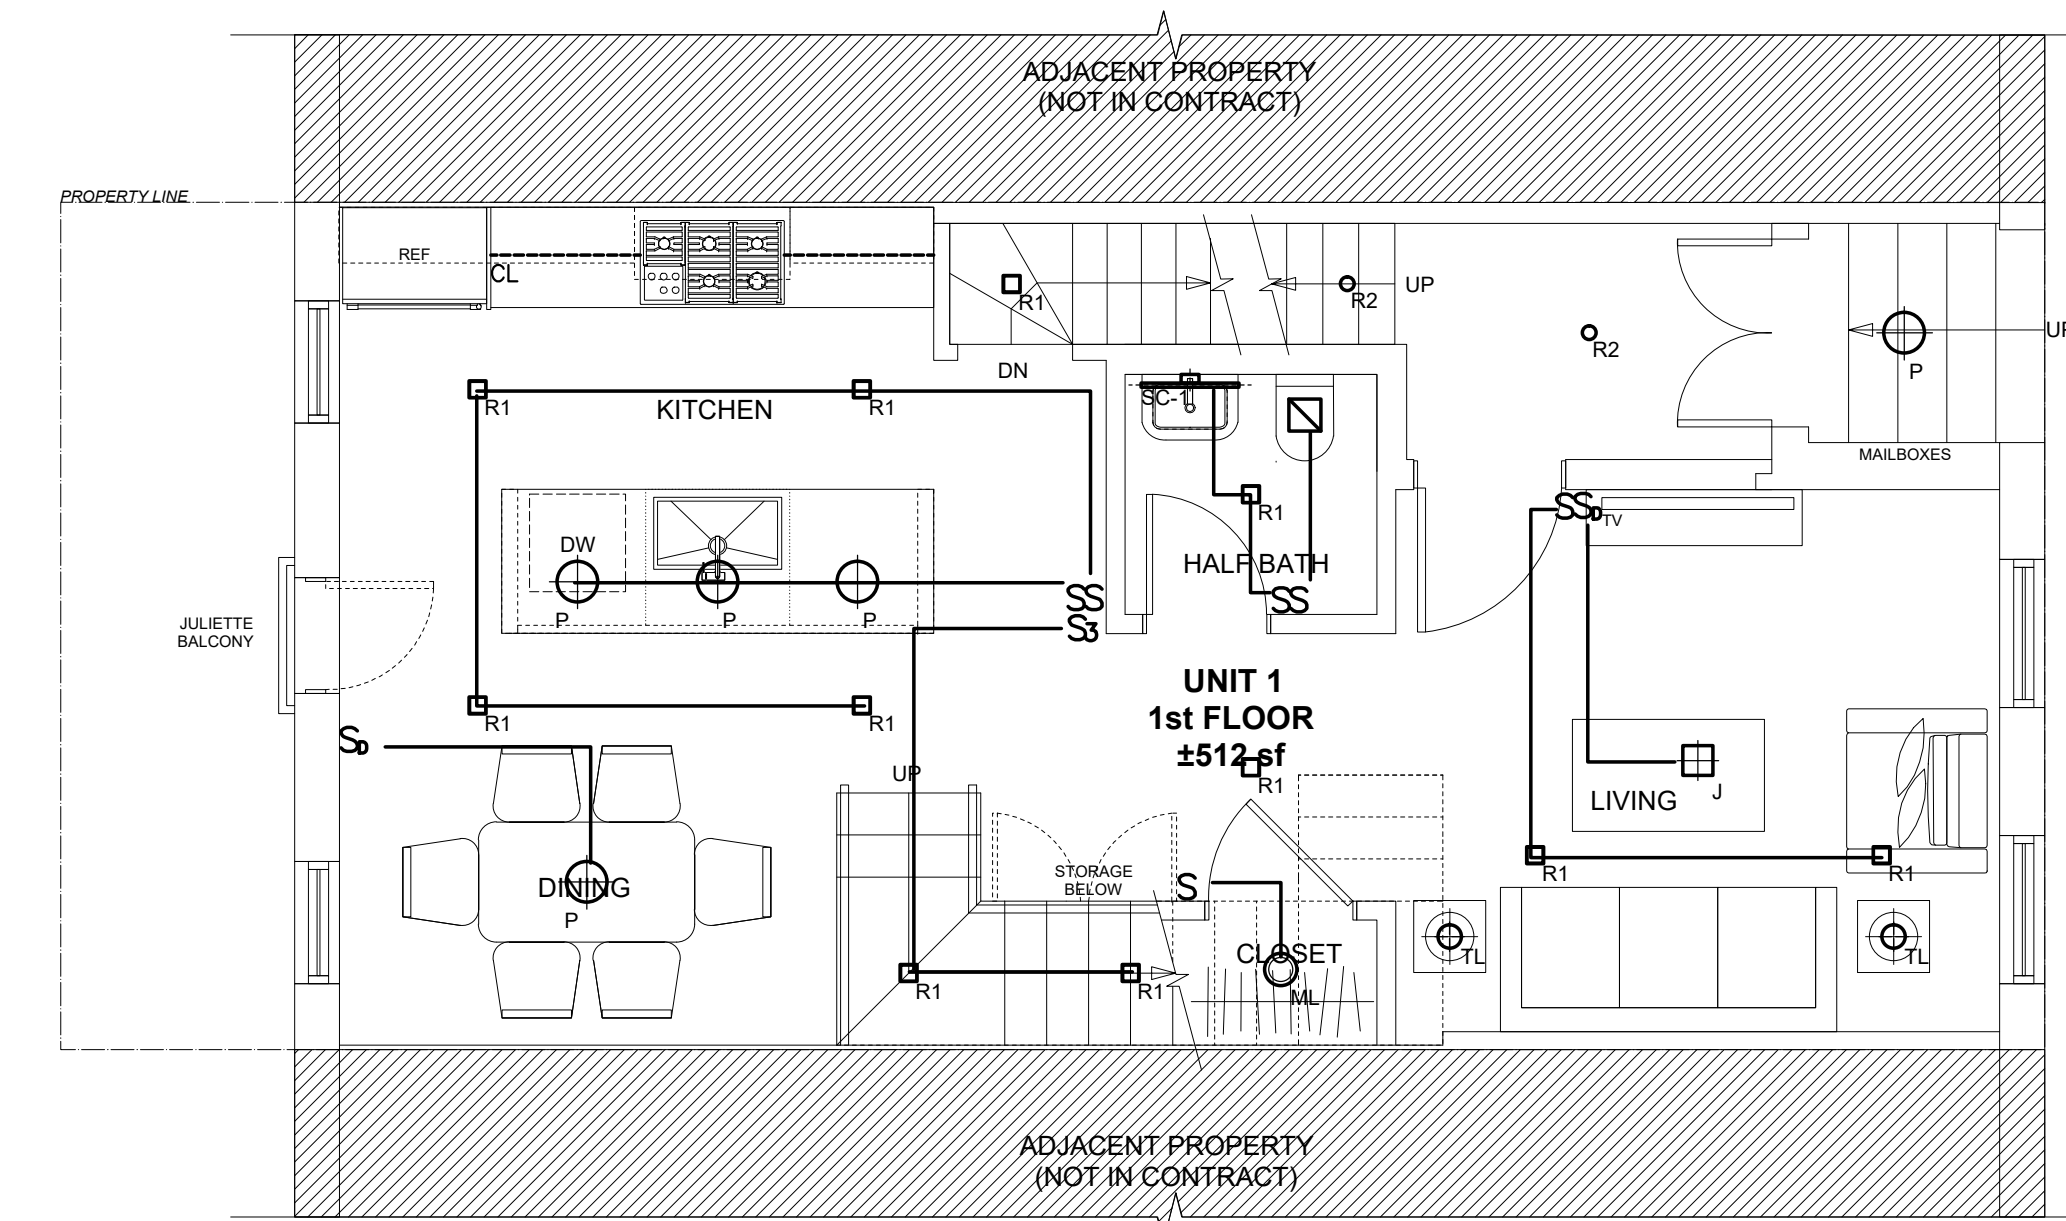 ADJACENT PROPERTY
(NOT IN CONTRACT)
PROPERTY LINE
REF
CL
R1
R2
UP
R2
UP
P
DN
R1
KITCHEN
R1
SC-1
MAILBOXES
R1
SS
SD
TV
DW
HALF BATH
P
P
P
SS
SS
S3
JULIETTE
BALCONY
UNIT 1
1st FLOOR
±512 sf
R1
R1
SD
UP
R1
LIVING
J
STORAGE
BELOW
R1
R1
DINING
P
S
CLOSET
TL
TL
R1
R1
ML
ADJACENT PROPERTY
(NOT IN CONTRACT)